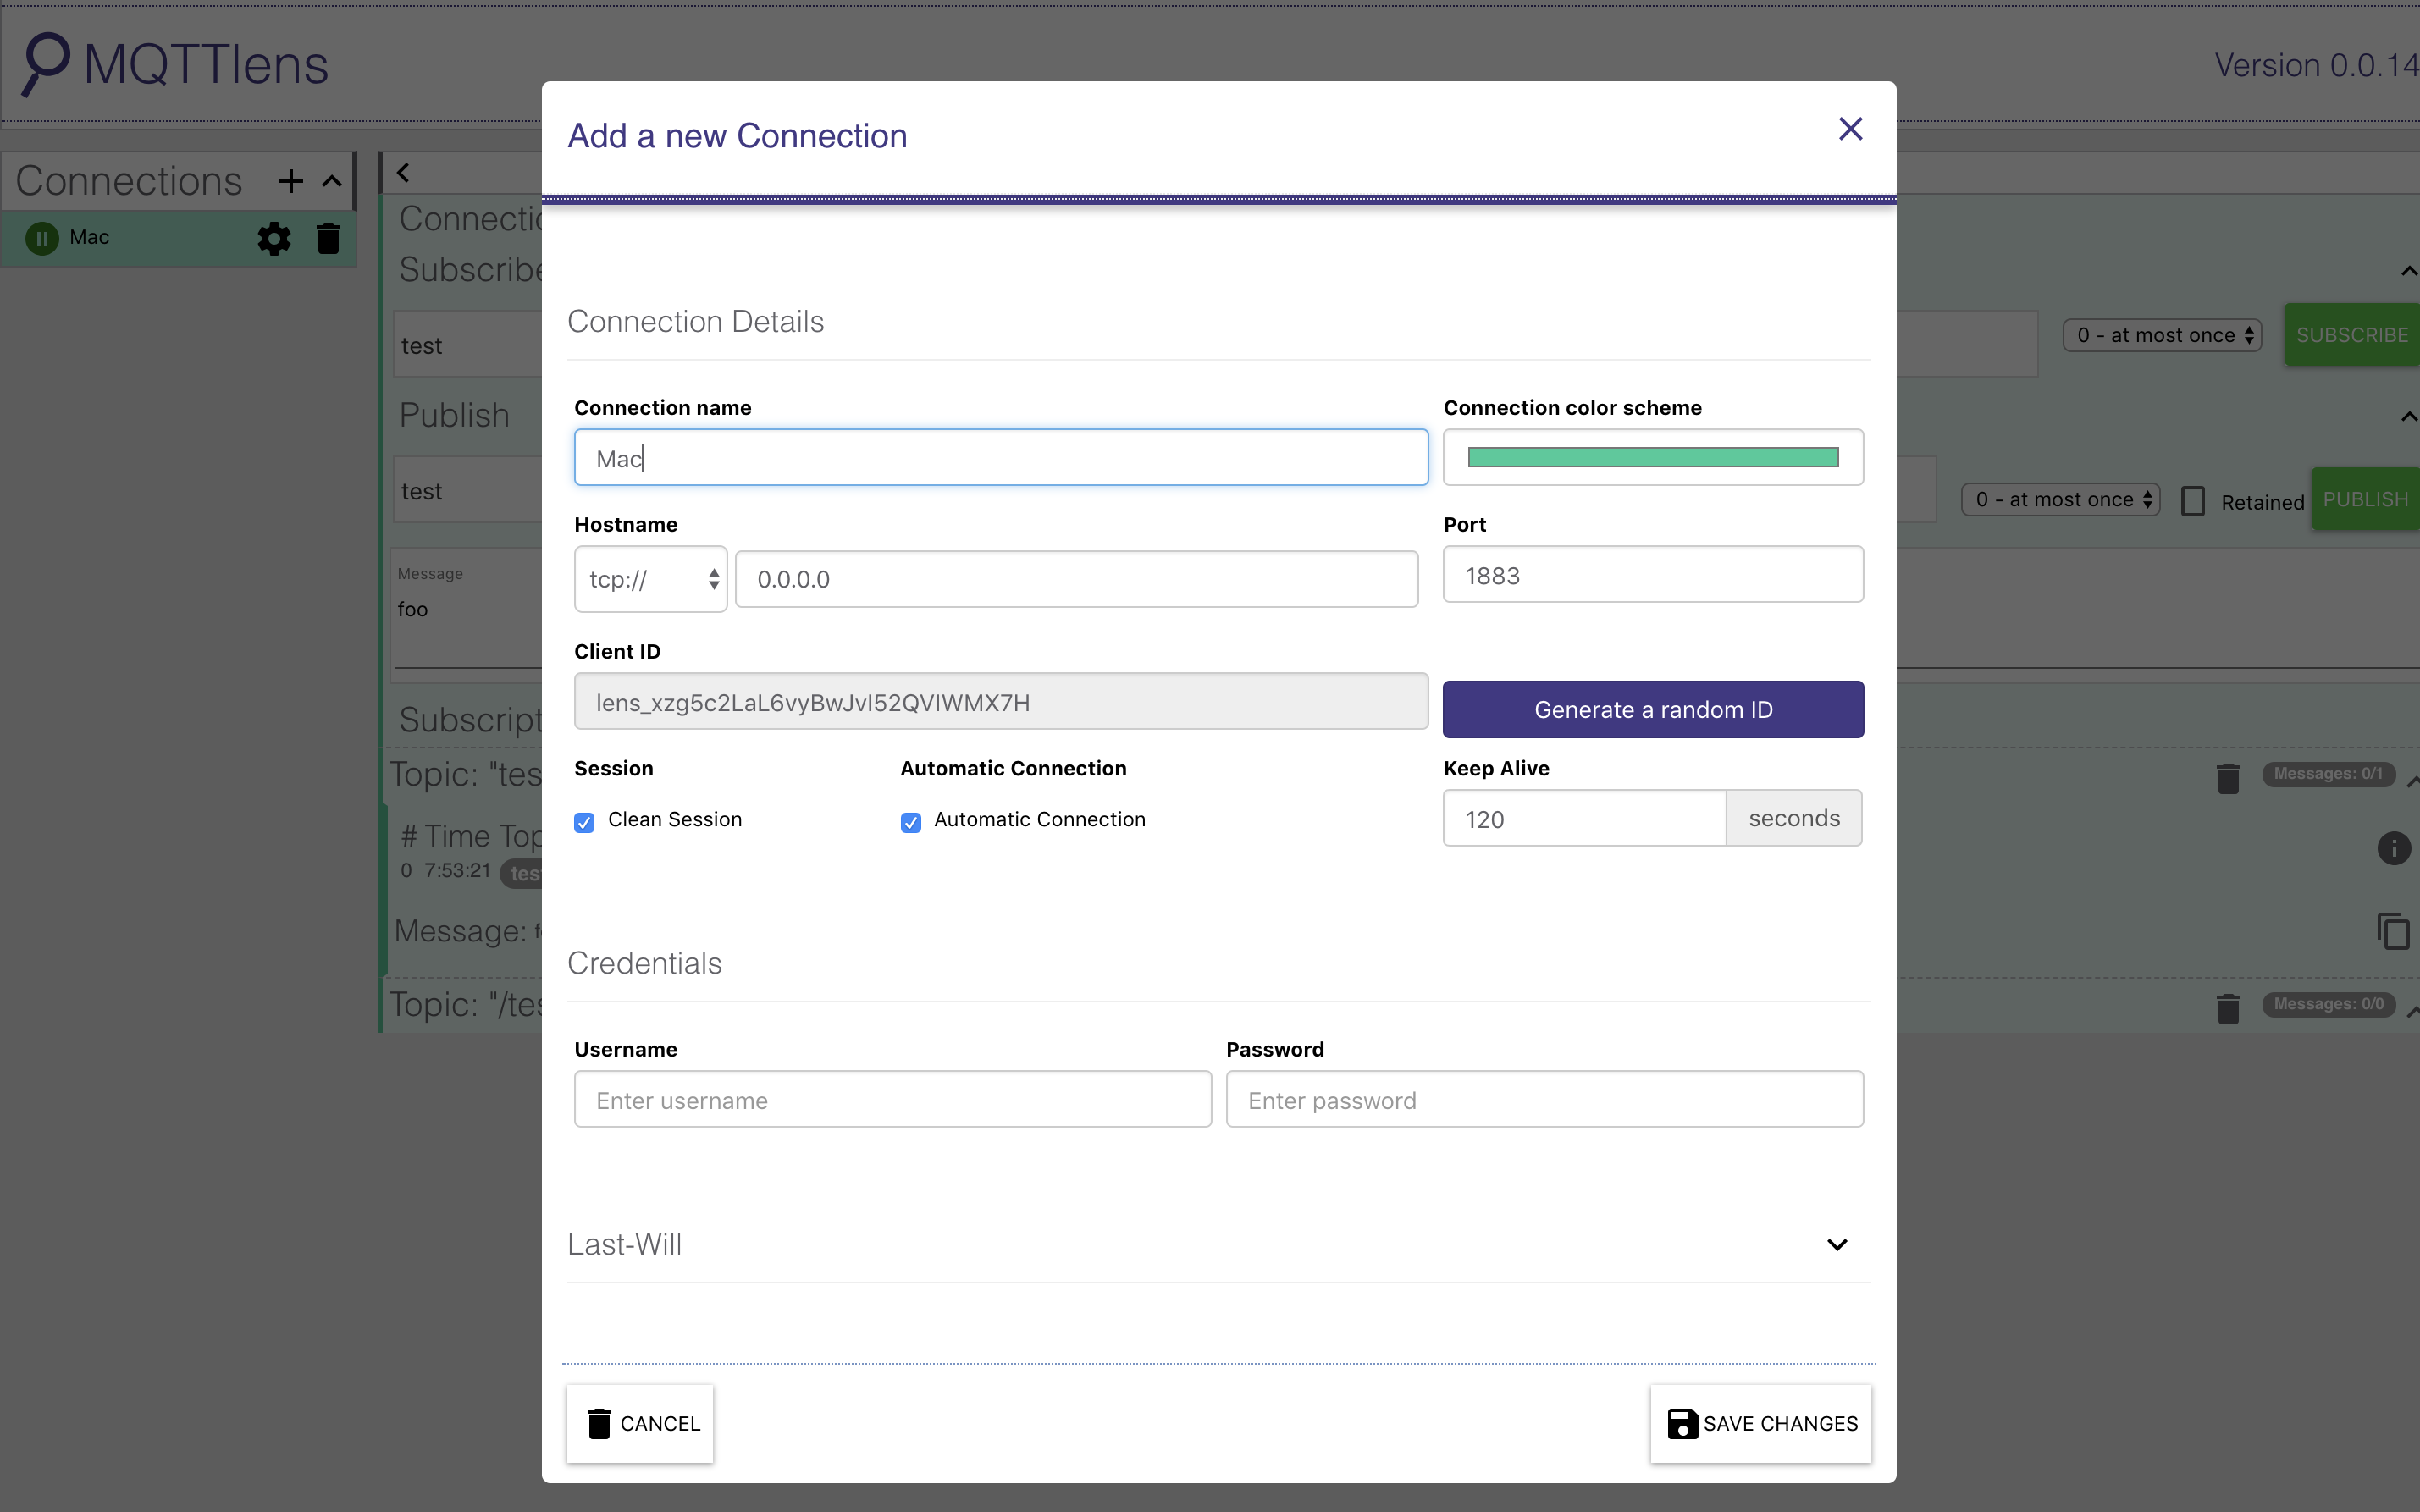 MQTTlens
Version 0.0.14
Add a new Connection
Connections
Mac
Connectio
Subscribe
test
0 - at most once
SUBSCRIBE
Publish
test
0 - at most once
Retained
PUBLISH
Message
foo
Subscript
Topic: "tes
Messages: 0/1
# Time Top
0 7:53:21 tes
Message: f
Topic: "/tes
Messages: 0/0
Connection Details
Connection name
Connection color scheme
Mac
Hostname
Port
tcp://
0.0.0.0
1883
Client ID
lens_xzg5c2LaL6vyBwJvI52QVIWMX7H
Generate a random ID
Session
Automatic Connection
Keep Alive
Clean Session
Automatic Connection
120
seconds
Credentials
Username
Password
Enter username
Enter password
Last-Will
CANCEL
SAVE CHANGES